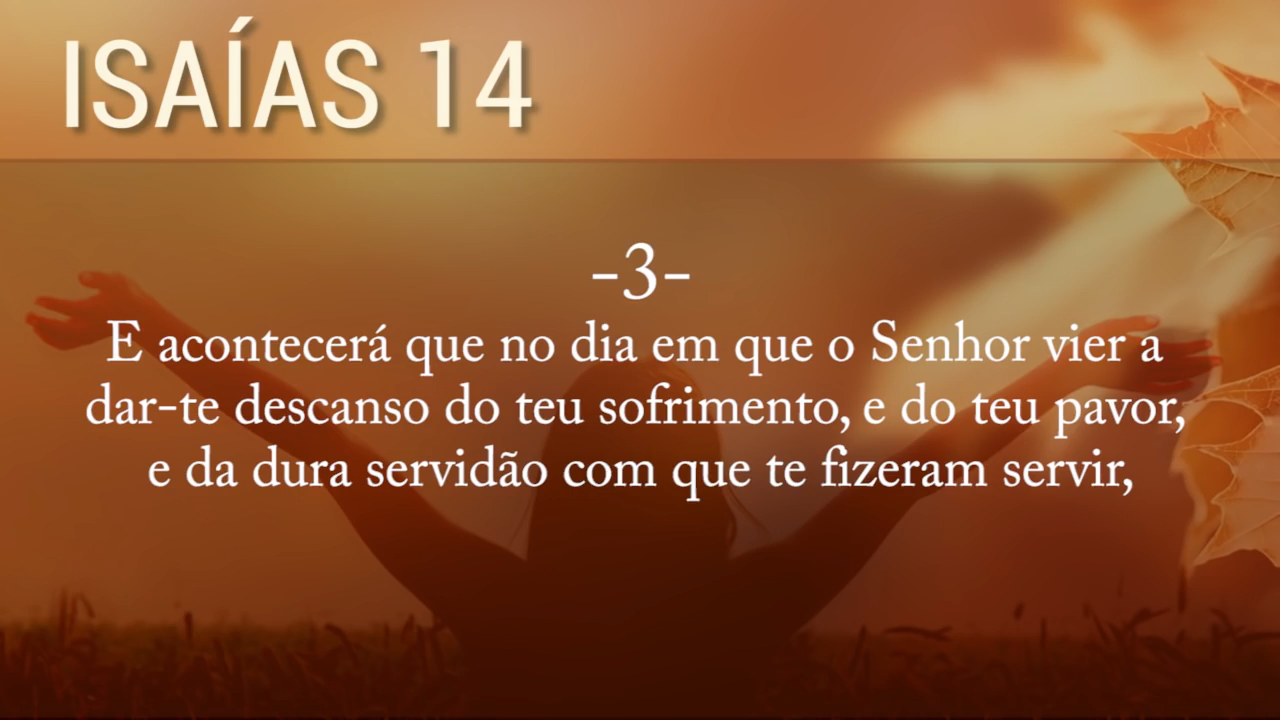 ISAÍAS 14
-3-
E acontecerá que no dia em que o Senhor vier a
dar-te descanso do teu sofrimento, e do teu pavor,
e da dura servidão com que te fizeram servir,